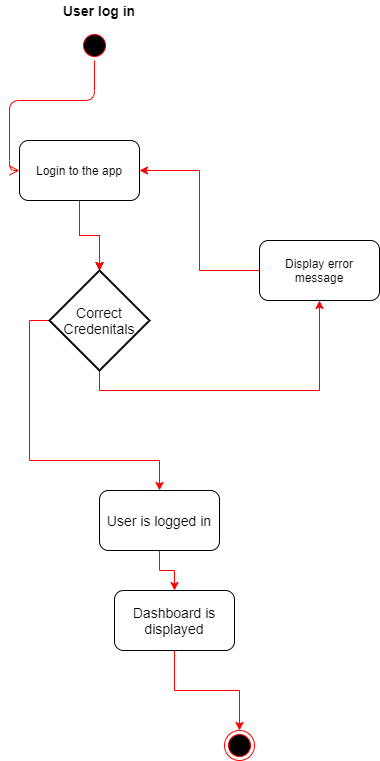 User log in
Login to the app
Display error
message
Correct
Credenitals
User is logged in
Dashboard is
displayed